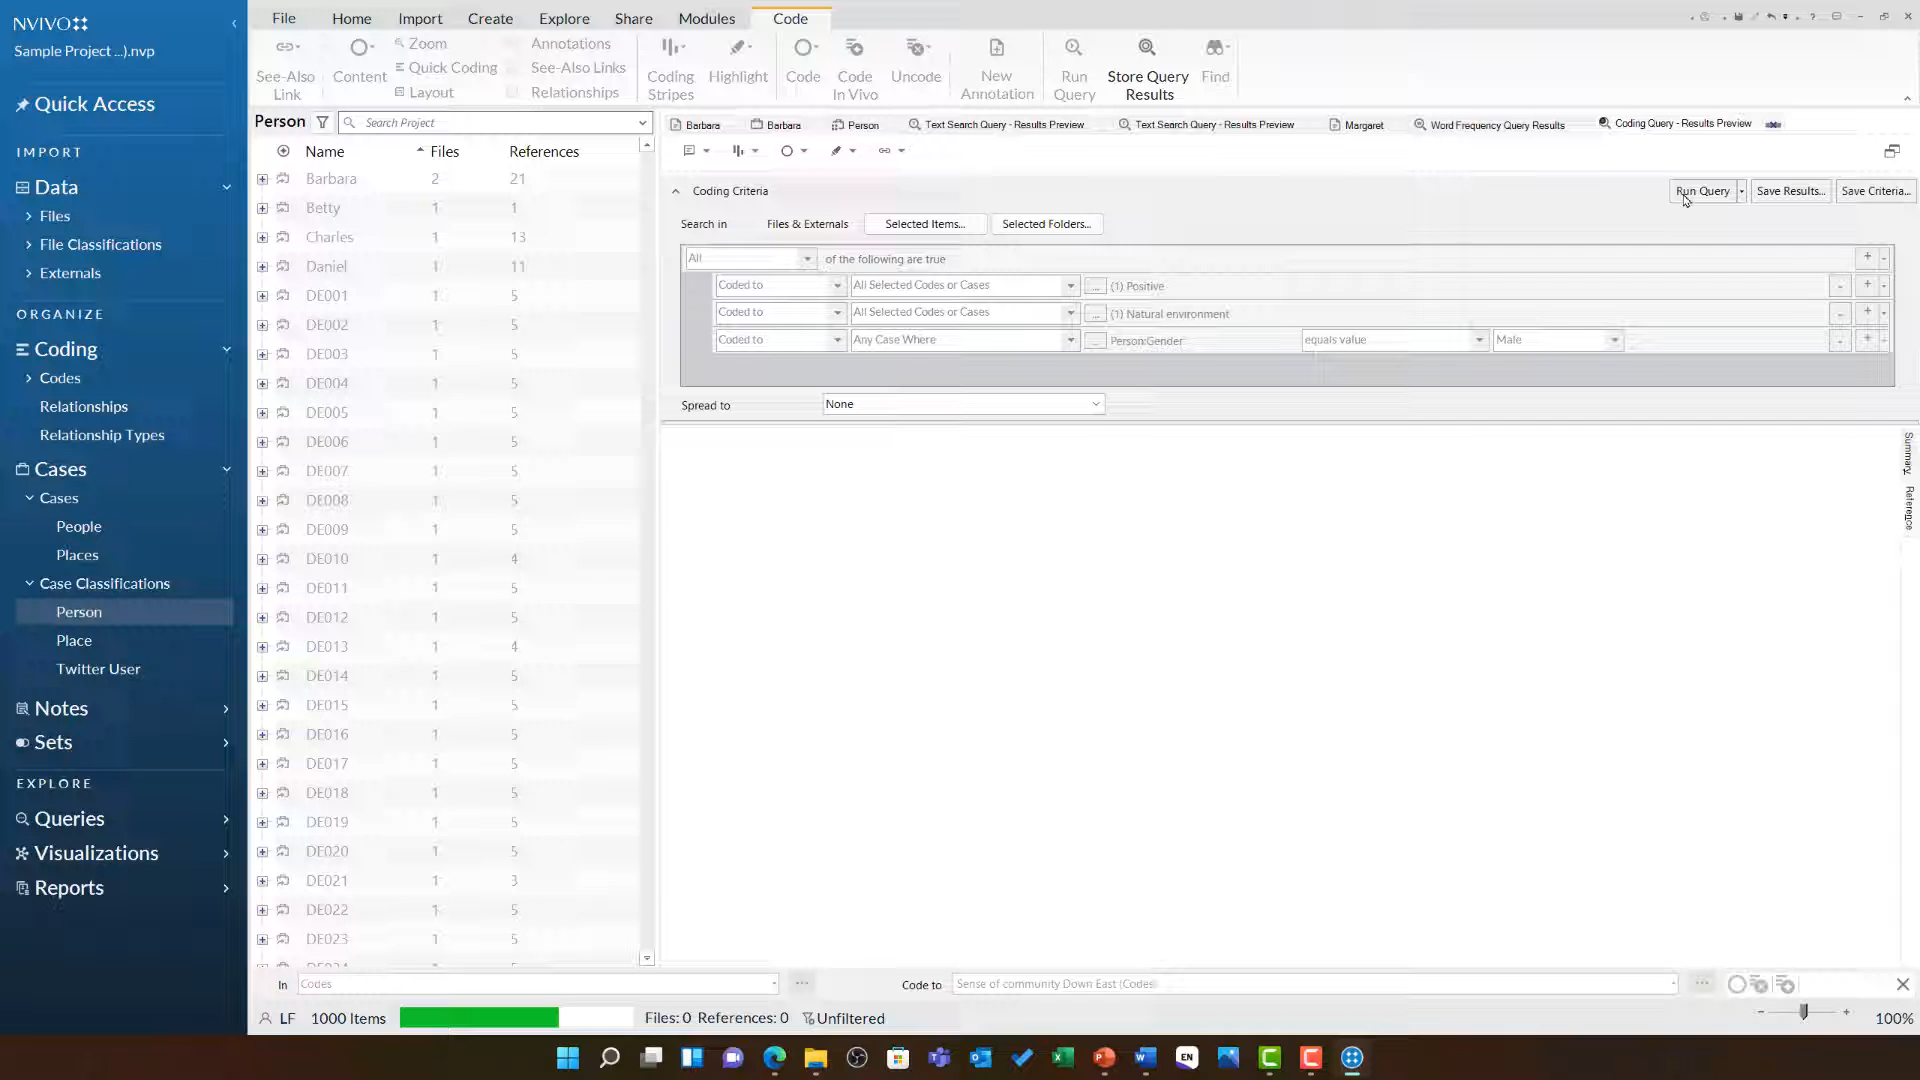 NVIVO
Sample Project ...).nvp
Quick Access
IMPORT
Data
Files
File Classifications
Externals
ORGANIZE
Coding
Codes
Relationships
Relationship Types
Cases
Cases
People
Places
Case Classifications
Person
Place
Twitter User
Notes
Sets
EXPLORE
Queries
Visualizations
Reports
File Home Import Create Explore Share Modules Code
See-Also Link
Content
Zoom
Quick Coding
Layout
Annotations
See-Also Links
Relationships
Coding Stripes
Highlight
Code
Code In Vivo
Uncode
New Annotation
Run Query
Store Query Results
Find
Person Search Project
Name Files References
Barbara 2 21
Betty 1 1
Charles 1 13
Daniel 1 11
DE001 1 5
DE002 1 5
DE003 1 5
DE004 1 5
DE005 1 5
DE006 1 5
DE007 1 5
DE008 1 5
DE009 1 5
DE010 1 4
DE011 1 5
DE012 1 5
DE013 1 4
DE014 1 5
DE015 1 5
DE016 1 5
DE017 1 5
DE018 1 5
DE019 1 5
DE020 1 5
DE021 1 3
DE022 1 5
DE023 1 5
Barbara Barbara Person Text Search Query - Results Preview Text Search Query - Results Preview Margaret Word Frequency Query Results Coding Query - Results Preview
Coding Criteria Run Query Save Results... Save Criteria...
Search in Files & Externals Selected Items... Selected Folders...
All of the following are true
Coded to All Selected Codes or Cases ... (1) Positive
Coded to All Selected Codes or Cases ... (1) Natural environment
Coded to Any Case Where ... Person:Gender equals value Male
Spread to None
Summary
Reference
In Codes ... Code to Sense of community Down East (Codes) ...
LF 1000 Items Files: 0 References: 0 Unfiltered 100%
EN